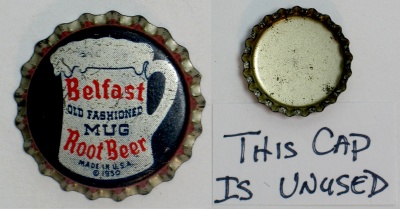 Belfast
OLD FASHIONED
MUG
Root Beer
MADE IN U.S.A.
© 1950
THIS CAP
IS UNUSED